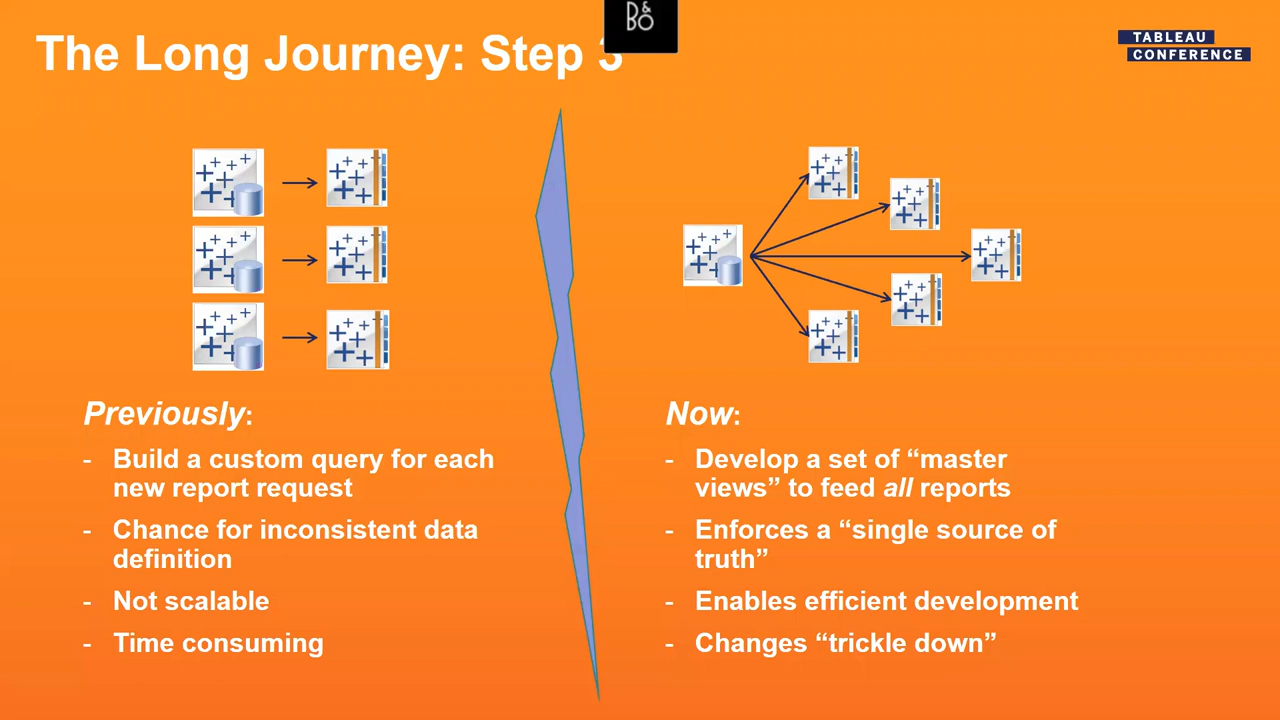 The Long Journey: Step 3
D&
BO
TABLEAU
CONFERENCE
Previously:
- Build a custom query for each
new report request
- Chance for inconsistent data
definition
- Not scalable
- Time consuming
Now:
- Develop a set of “master
views” to feed all reports
- Enforces a “single source of
truth”
- Enables efficient development
- Changes “trickle down”